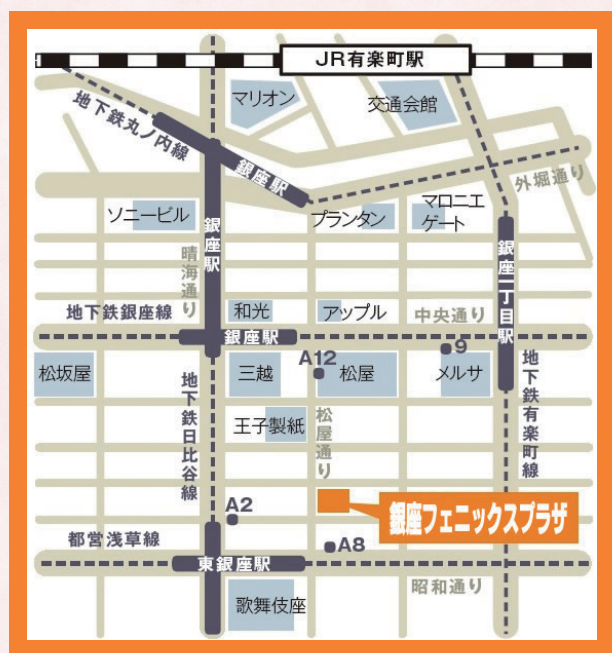 JR有楽町駅
マリオン
交通会館
地下鉄丸ノ内線
銀座駅
外堀通り
ソニービル
プランタン
マロニエ
ゲート
銀座駅
晴海通り
銀座一丁目駅
地下鉄銀座線
和光
アップル
中央通り
銀座駅
9
A12
松坂屋
三越
松屋
メルサ
地下鉄日比谷線
地下鉄有楽町線
王子製紙
松屋通り
銀座フェニックスプラザ
A2
都営浅草線
A8
東銀座駅
昭和通り
歌舞伎座